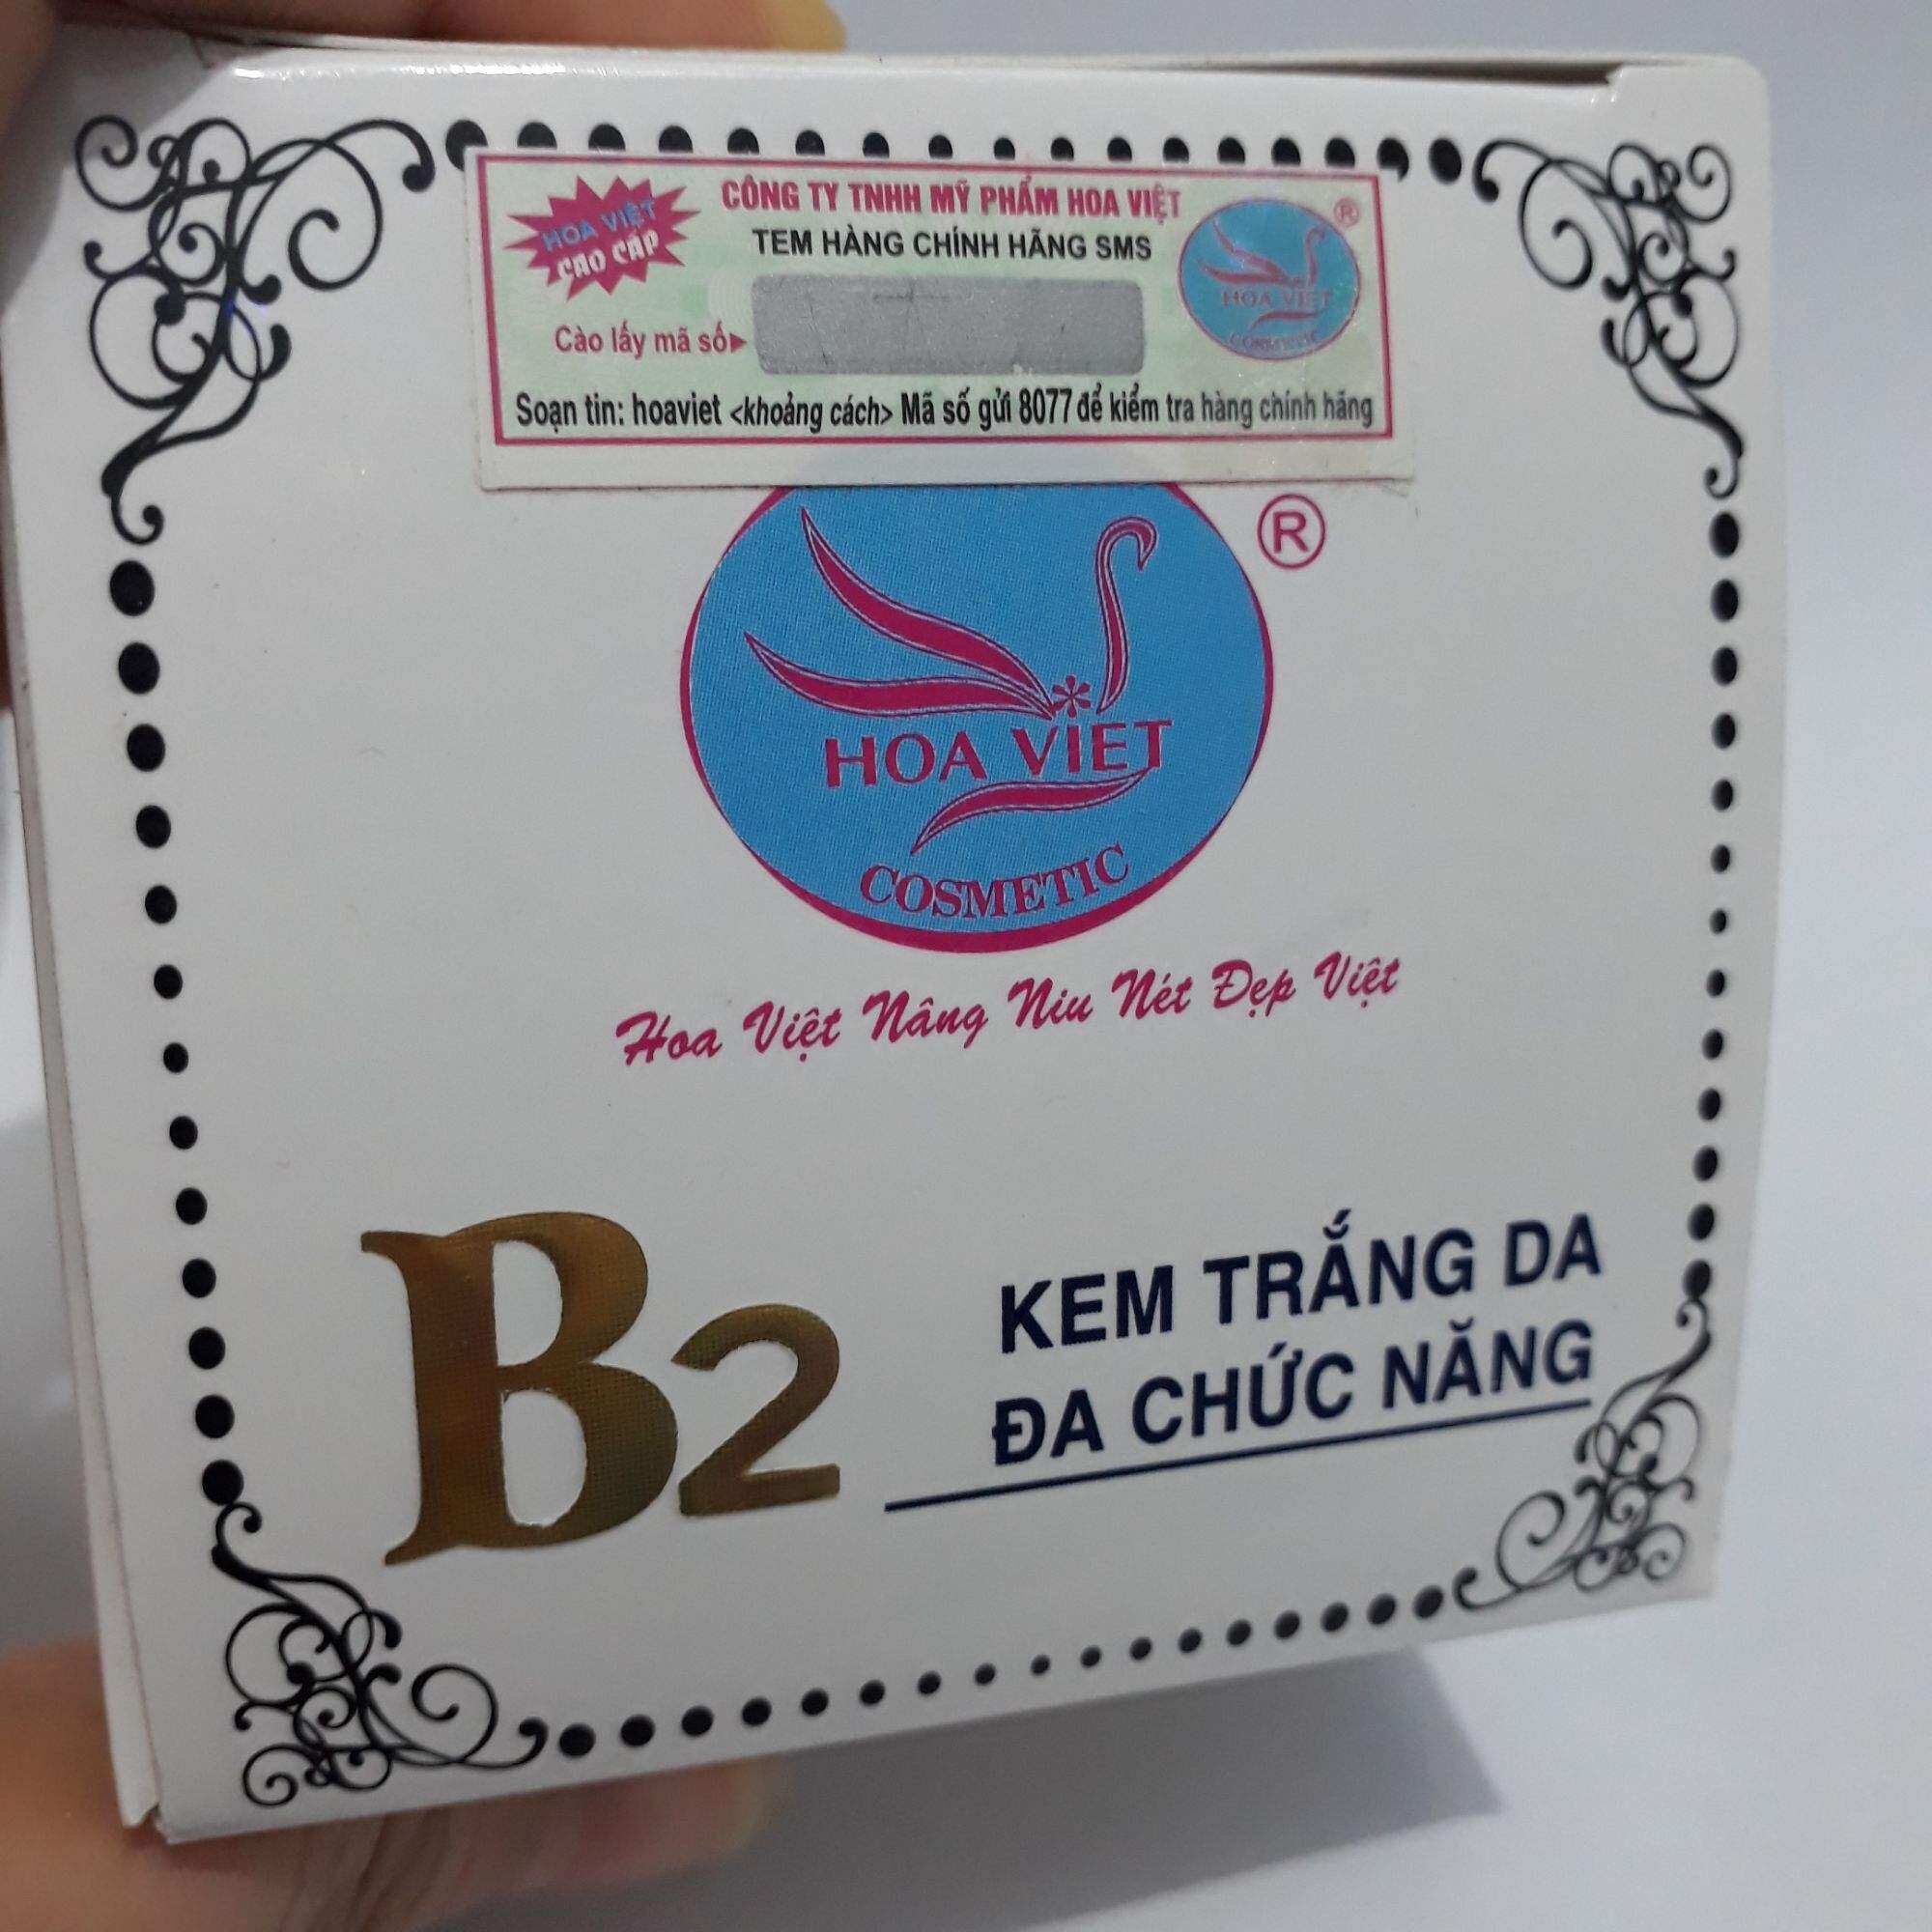 HOA VIỆT
CAO CẤP
CÔNG TY TNHH MỸ PHẨM HOA VIỆT
TEM HÀNG CHÍNH HÃNG SMS
®
HOA VIỆT
COSMETIC
Cào lấy mã số▶
Soạn tin: hoaviet <khoảng cách> Mã số gửi 8077 để kiểm tra hàng chính hãng
®
HOA VIỆT
COSMETIC
Hoa Việt Nâng Niu Nét Đẹp Việt
B2
KEM TRẮNG DA
ĐA CHỨC NĂNG